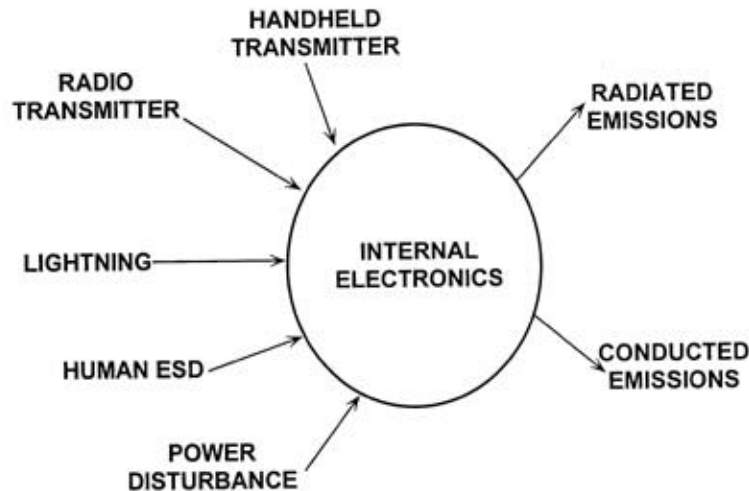 HANDHELD
TRANSMITTER
RADIO
TRANSMITTER
RADIATED
EMISSIONS
LIGHTNING
INTERNAL
ELECTRONICS
HUMAN ESD
CONDUCTED
EMISSIONS
POWER
DISTURBANCE